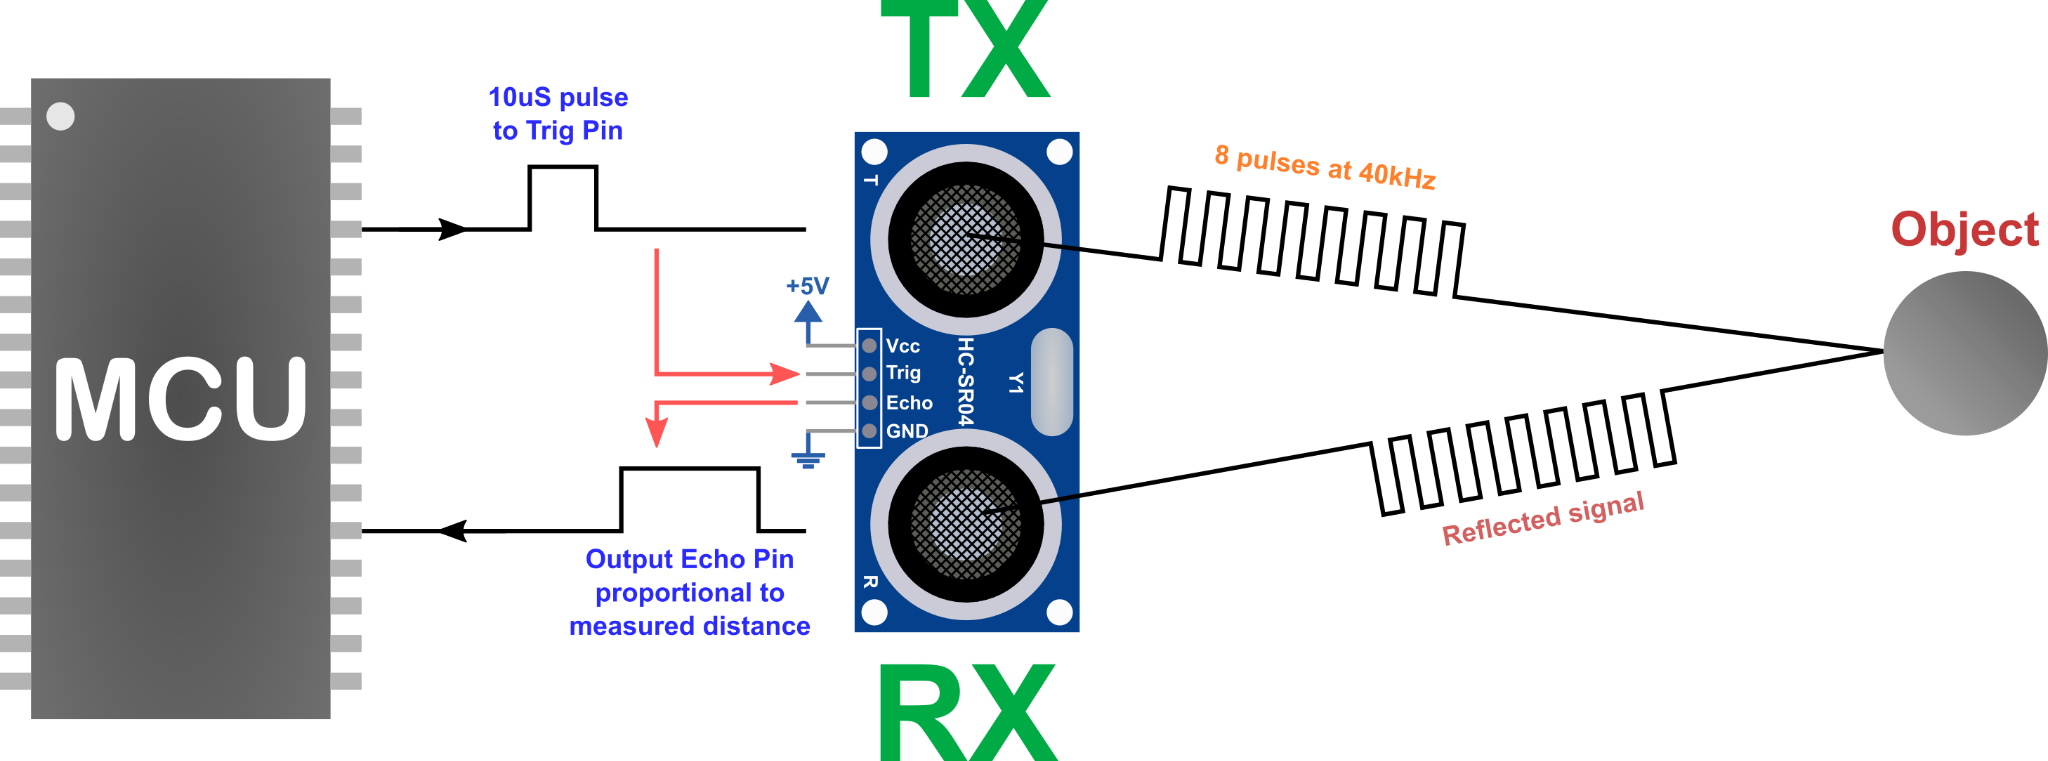 TX
10uS pulse
to Trig Pin
8 pulses at 40kHz
Object
T
+5V
Vcc
Trig
Echo
GND
HC-SR04
Y1
MCU
Reflected signal
Output Echo Pin
proportional to
measured distance
R
RX